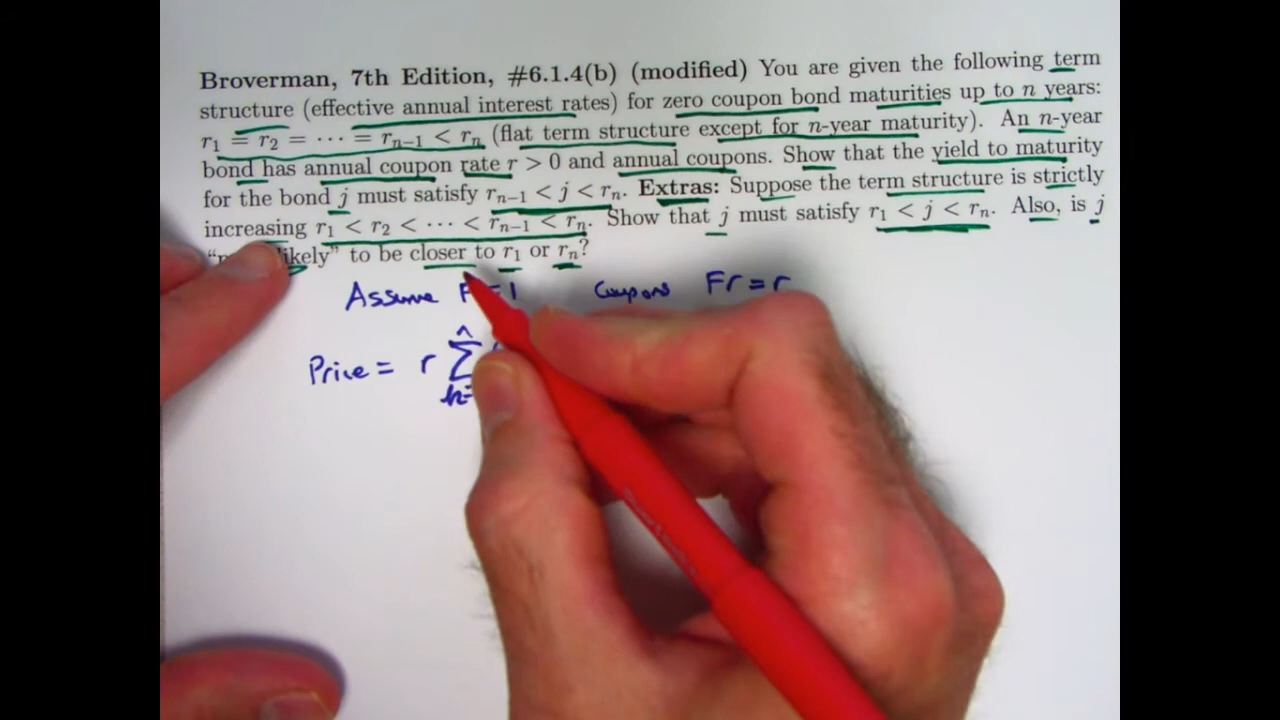 Broverman, 7th Edition, #6.1.4(b) (modified) You are given the following term
structure (effective annual interest rates) for zero coupon bond maturities up to n years:
r₁ = r₂ = ⋯ = rₙ₋₁ < rₙ (flat term structure except for n-year maturity). An n-year
bond has annual coupon rate r > 0 and annual coupons. Show that the yield to maturity
for the bond j must satisfy rₙ₋₁ < j < rₙ. Extras: Suppose the term structure is strictly
increasing r₁ < r₂ < ⋯ < rₙ₋₁ < rₙ. Show that j must satisfy r₁ < j < rₙ. Also, is j
to be closer to r₁ or rₙ?
Assume =1 Coupons Fr = r
Price = r Σ n